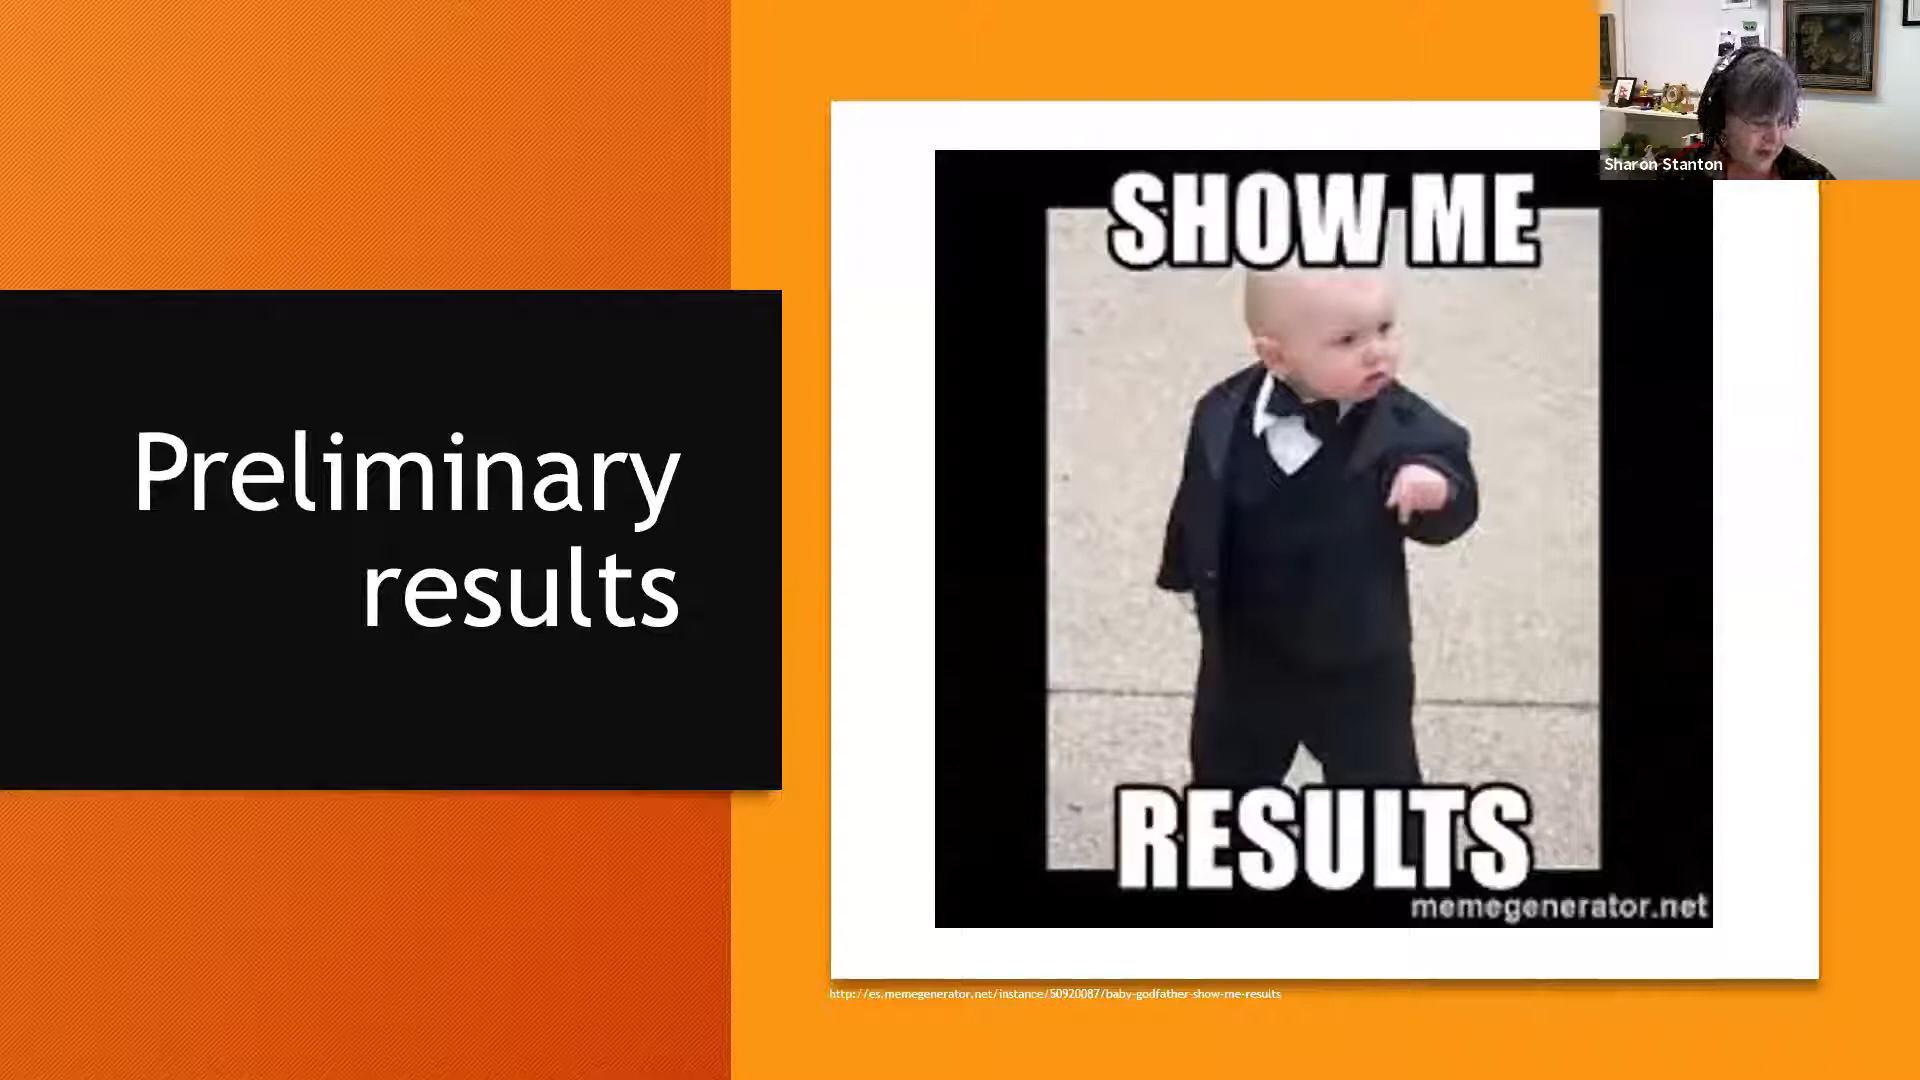 Preliminary
results
SHOW ME
RESULTS
memegenerator.net
http://es.memegenerator.net/instance/50920087/baby-godfather-show-me-results
Sharon Stanton